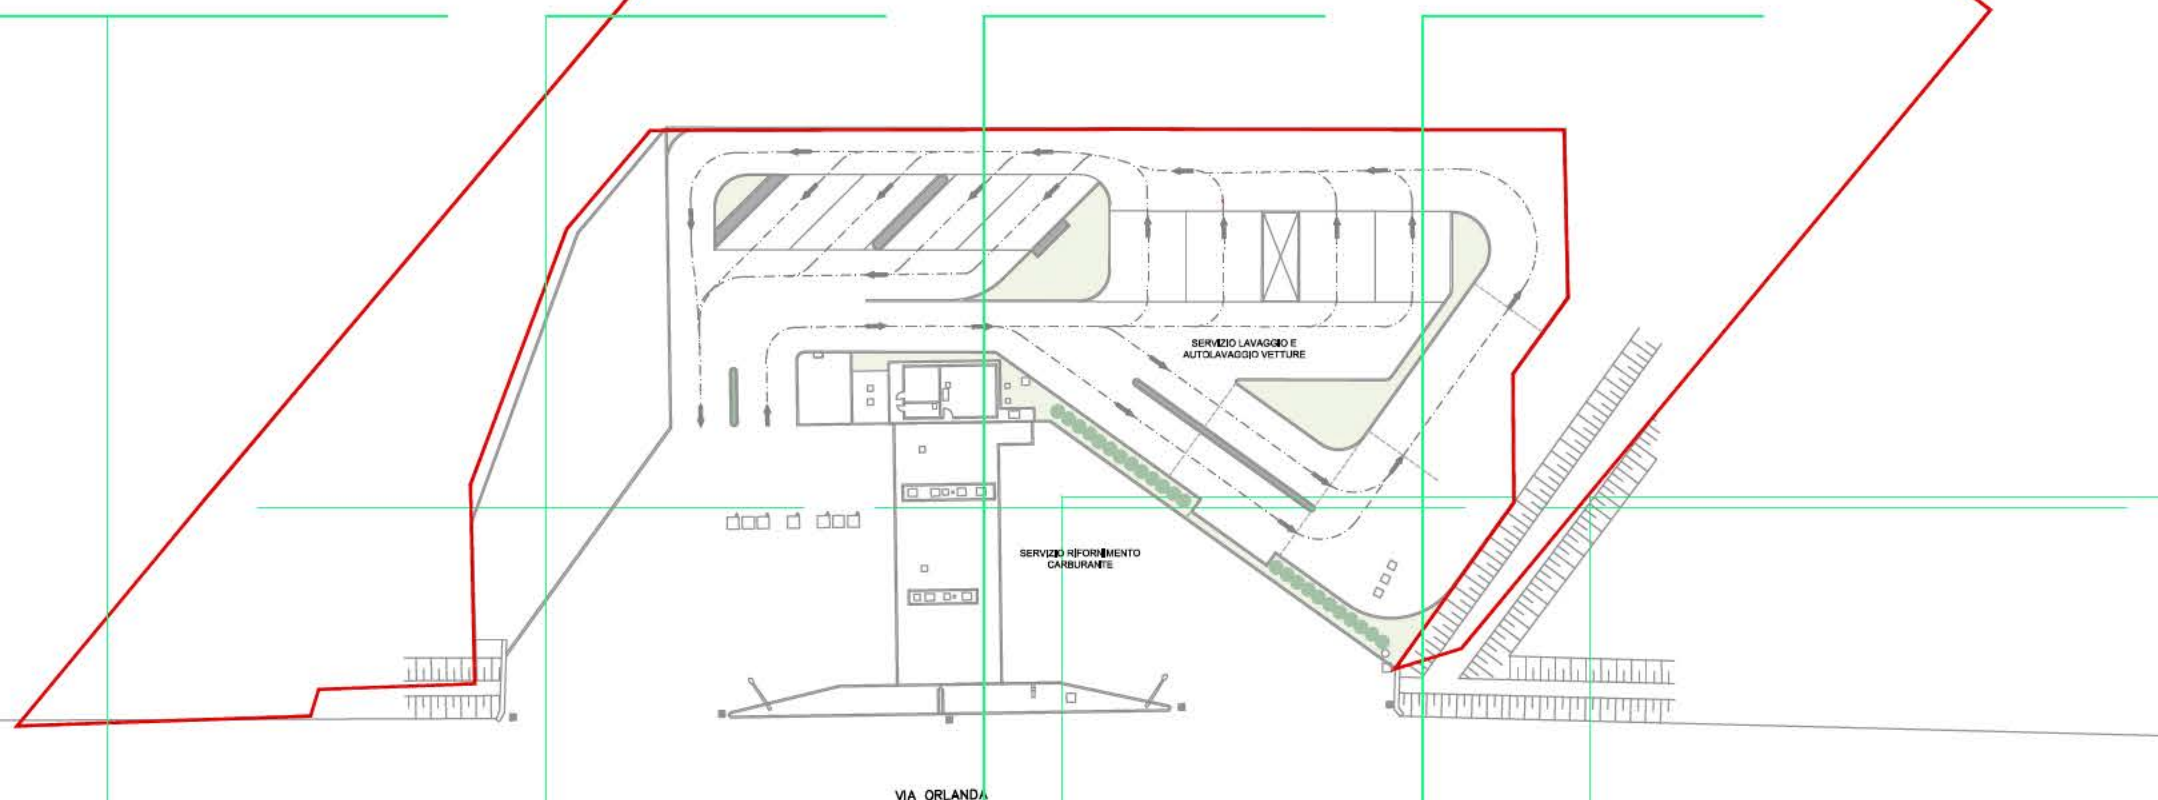 SERVIZIO LAVAGGIO E
AUTOLAVAGGIO VETTURE
SERVIZIO RIFORNIMENTO
CARBURANTE
VIA ORLANDA